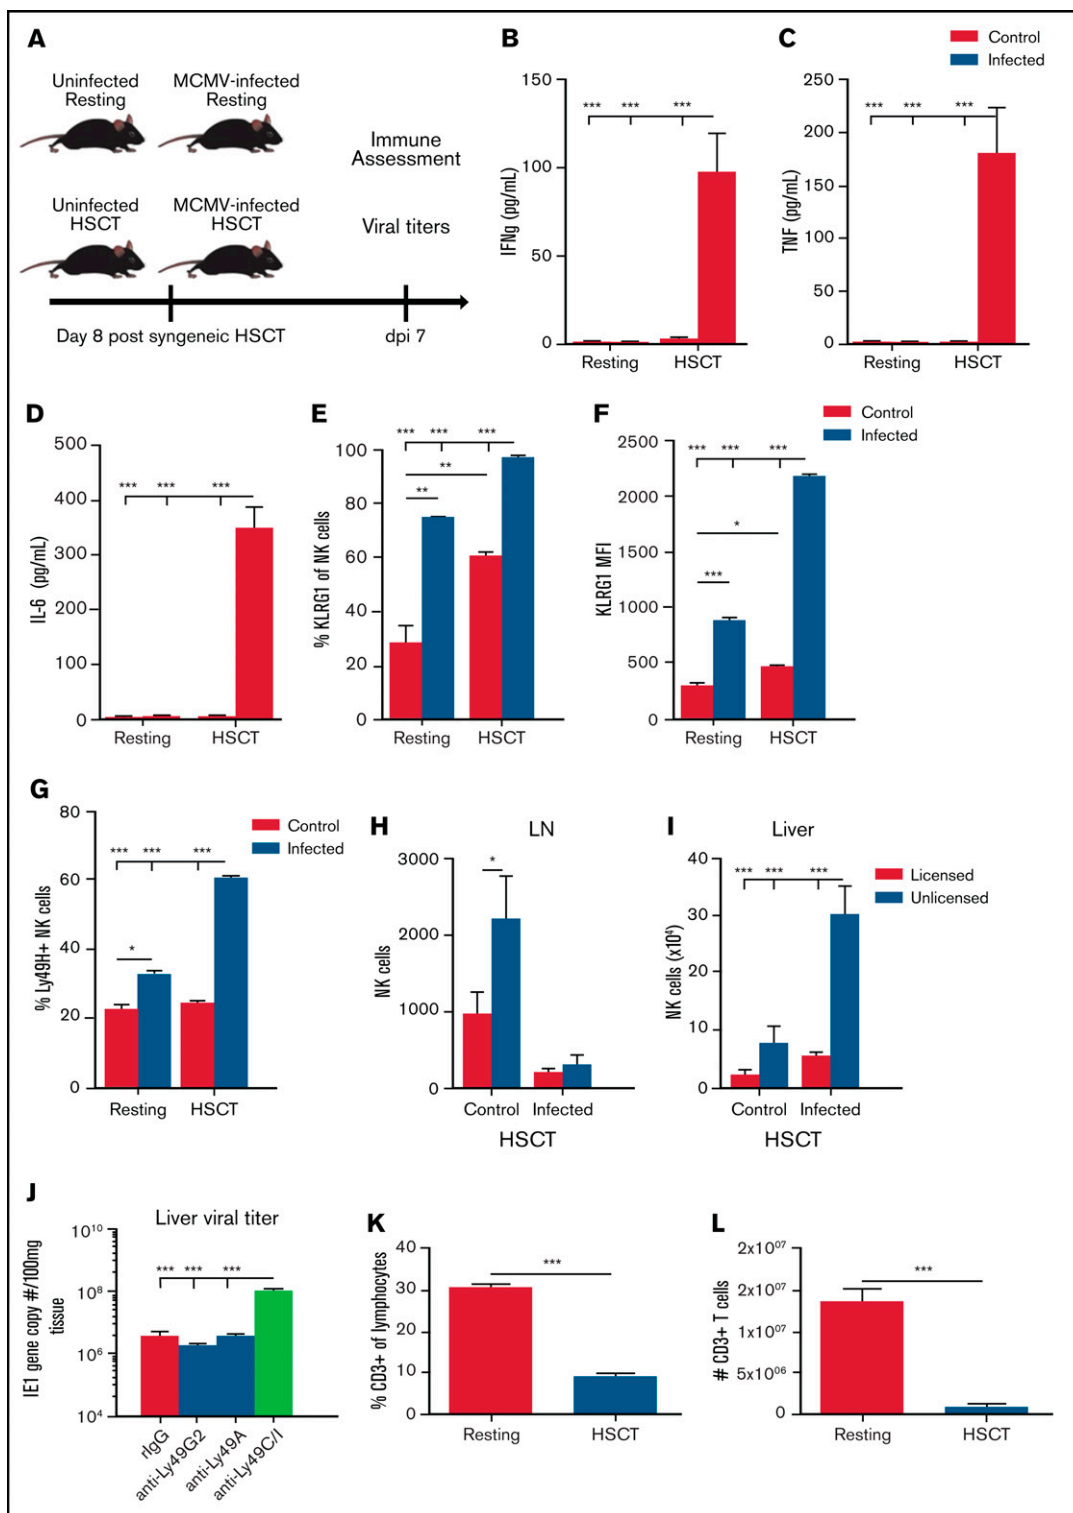 A
Uninfected
Resting
MCMV-infected
Resting
Immune
Assessment
Uninfected
HSCT
MCMV-infected
HSCT
Viral titers
Day 8 post syngeneic HSCT
dpi 7
B
IFNg (pg/mL)
150
100
50
0
*** *** ***
Resting HSCT
C
Control
Infected
TNF (pg/mL)
250
200
150
100
50
0
*** *** ***
Resting HSCT
D
IL-6 (pg/mL)
500
400
300
200
100
0
*** *** ***
Resting HSCT
E
% KLRG1 of NK cells
100
80
60
40
20
0
*** *** ***
**
**
Resting HSCT
F
Control
Infected
KLRG1 MFI
2500
2000
1500
1000
500
0
*** *** ***
*
***
Resting HSCT
G
Control
Infected
% Ly49H+ NK cells
80
60
40
20
0
*** *** ***
*
Resting HSCT
H
LN
NK cells
3000
2000
1000
0
*
Control Infected
HSCT
I
Liver
Licensed
Unlicensed
NK cells (x10⁴)
40
30
20
10
0
*** *** ***
Control Infected
HSCT
J
Liver viral titer
IE1 gene copy #/100mg
tissue
10¹⁰
10⁸
10⁶
10⁴
*** *** ***
rIgG
anti-Ly49G2
anti-Ly49A
anti-Ly49C/I
K
% CD3+ of lymphocytes
40
30
20
10
0
***
Resting HSCT
L
# CD3+ T cells
2x10⁰⁷
2x10⁰⁷
1x10⁰⁷
5x10⁰⁶
0
***
Resting HSCT